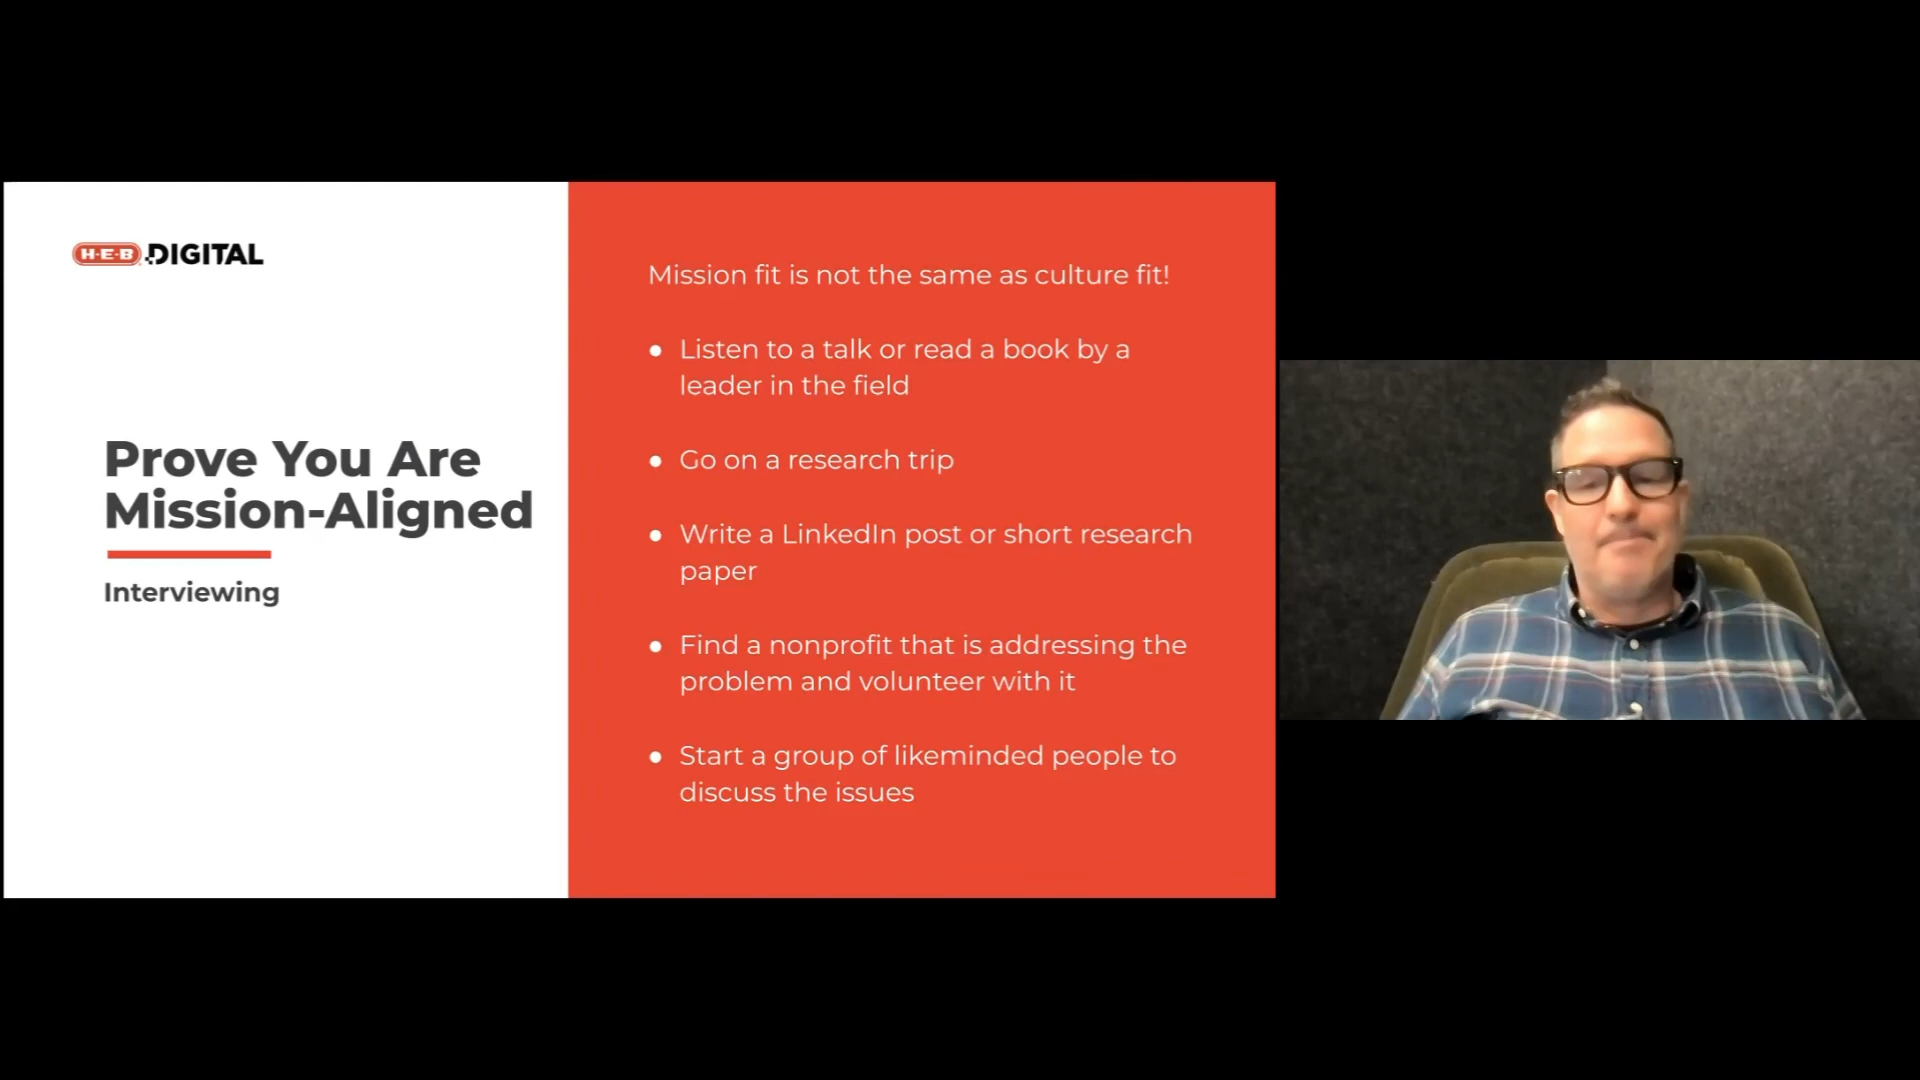 H-E-B DIGITAL
Prove You Are
Mission-Aligned
Interviewing
Mission fit is not the same as culture fit!
● Listen to a talk or read a book by a
leader in the field
● Go on a research trip
● Write a LinkedIn post or short research
paper
● Find a nonprofit that is addressing the
problem and volunteer with it
● Start a group of likeminded people to
discuss the issues